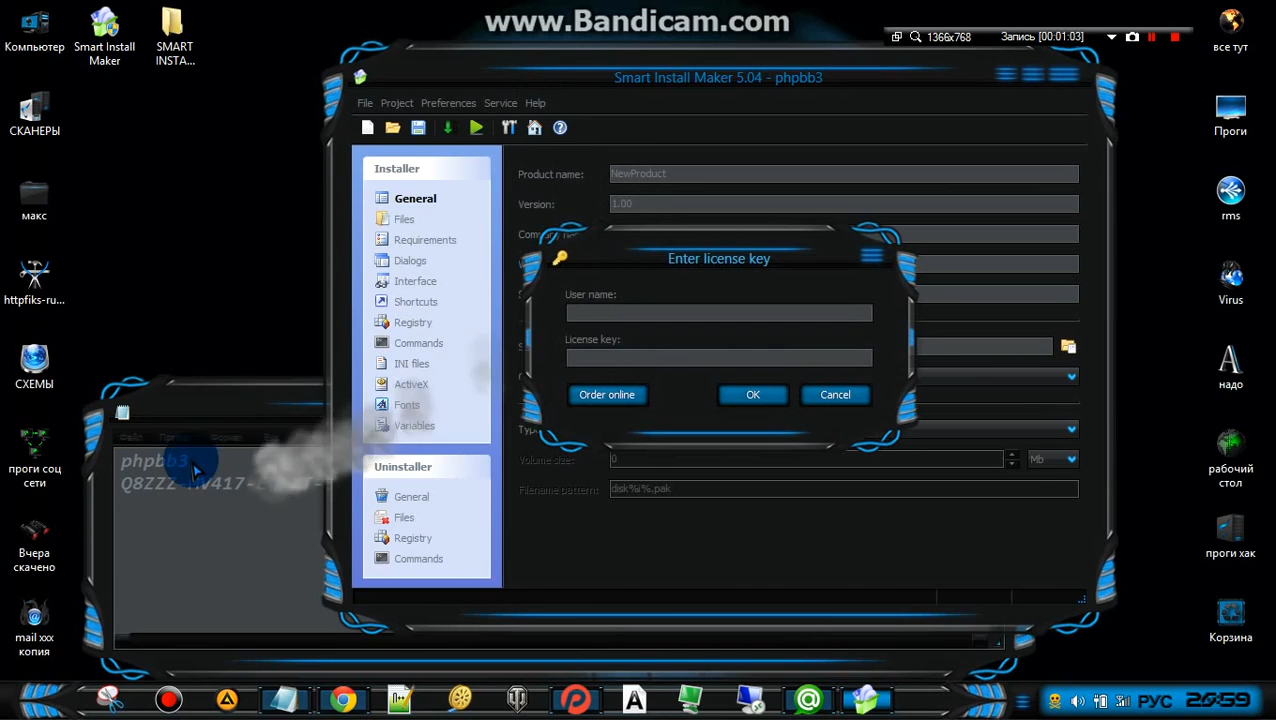 www.Bandicam.com
1366x768
Запись [00:01:03]
Компьютер
Smart Install Maker
SMART INSTA...
все тут
СКАНЕРЫ
Проги
макс
rms
httpfiks-ru...
Virus
СХЕМЫ
надо
проги соц сети
рабочий стол
Вчера скачено
проги хак
mail xxx копия
Корзина
Smart Install Maker 5.04 - phpbb3
File Project Preferences Service Help
Installer
General
Files
Requirements
Dialogs
Interface
Shortcuts
Registry
Commands
INI files
ActiveX
Fonts
Variables
Uninstaller
General
Files
Registry
Commands
Product name: NewProduct
Version: 1.00
Volume size: 0 Mb
Filename pattern: disk%i%.pak
Enter license key
User name:
License key:
Order online OK Cancel
Файл
phpbb3
РУС 20:59